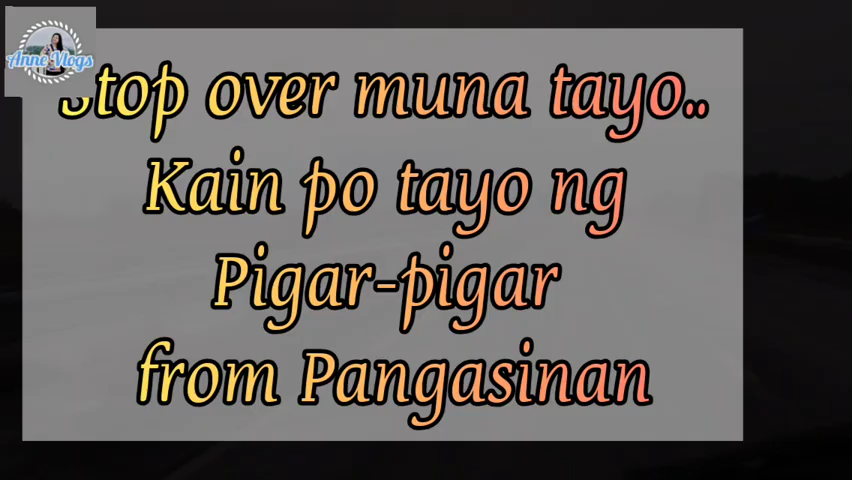 Anne Vlogs
Stop over muna tayo..
Kain po tayo ng
Pigar-pigar
from Pangasinan